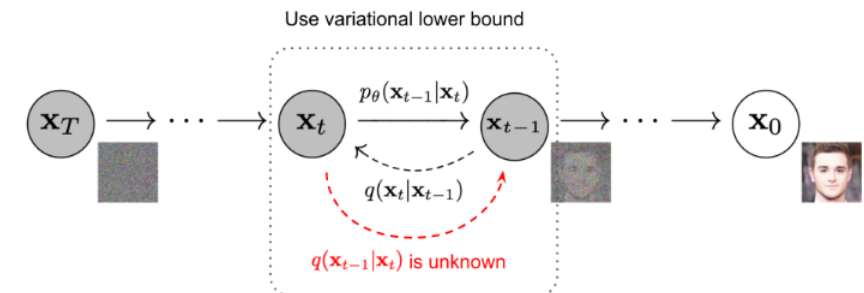 Use variational lower bound
p_θ(x_{t−1}|x_t)
x_T ⟶ ··· ⟶ x_t ⟶ x_{t−1} ⟶ ··· ⟶ x_0
q(x_t|x_{t−1})
q(x_{t−1}|x_t) is unknown